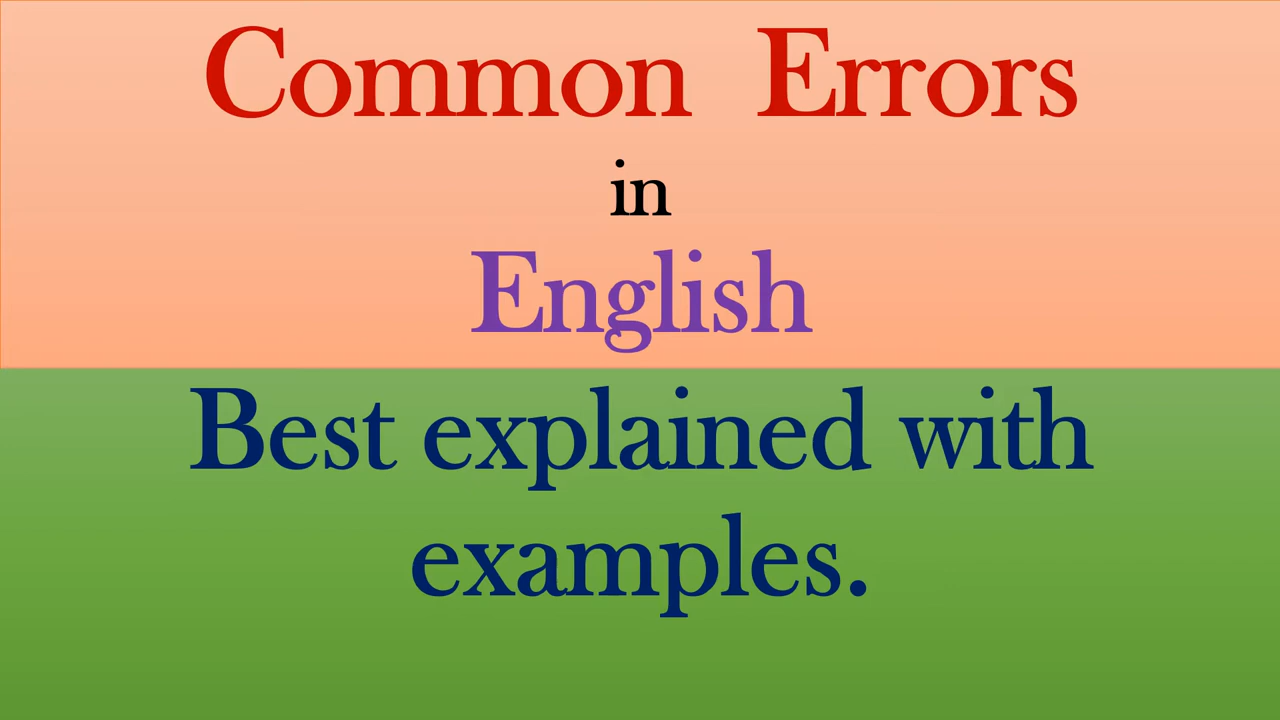 Common Errors
in
English
Best explained with
examples.